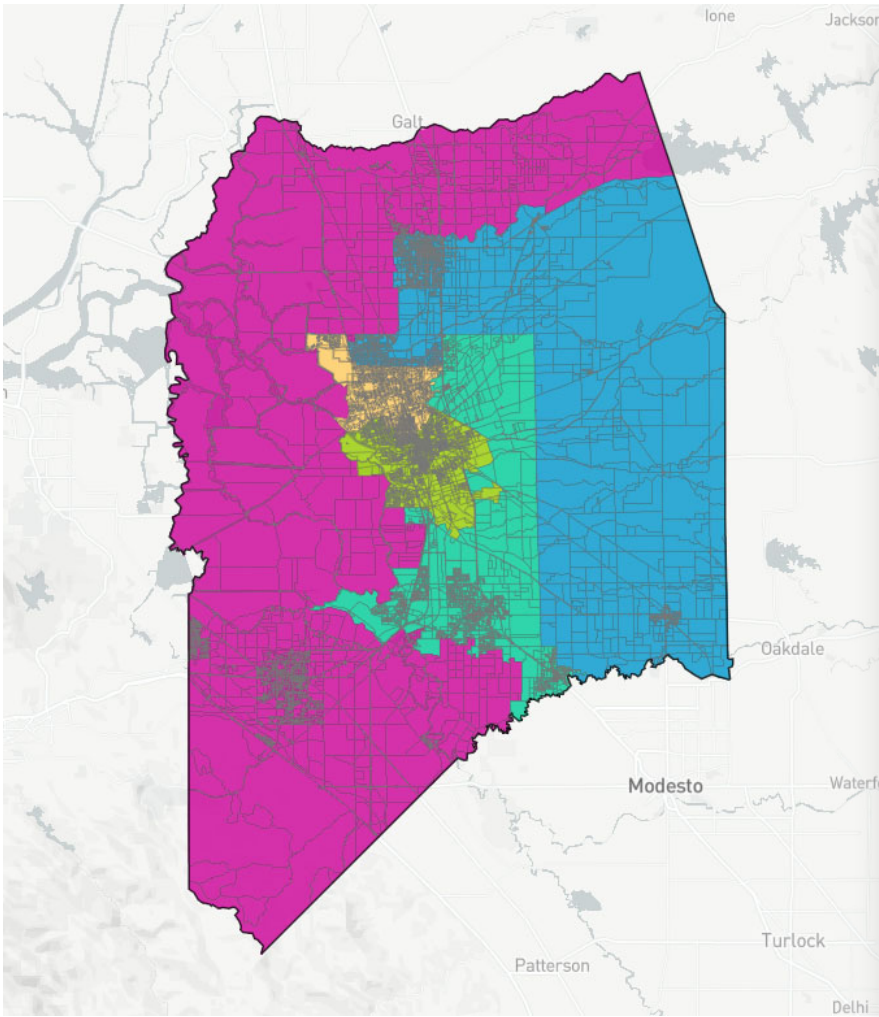 Ione
Jackson
Galt
Oakdale
Modesto
Waterf
Turlock
Patterson
Delhi